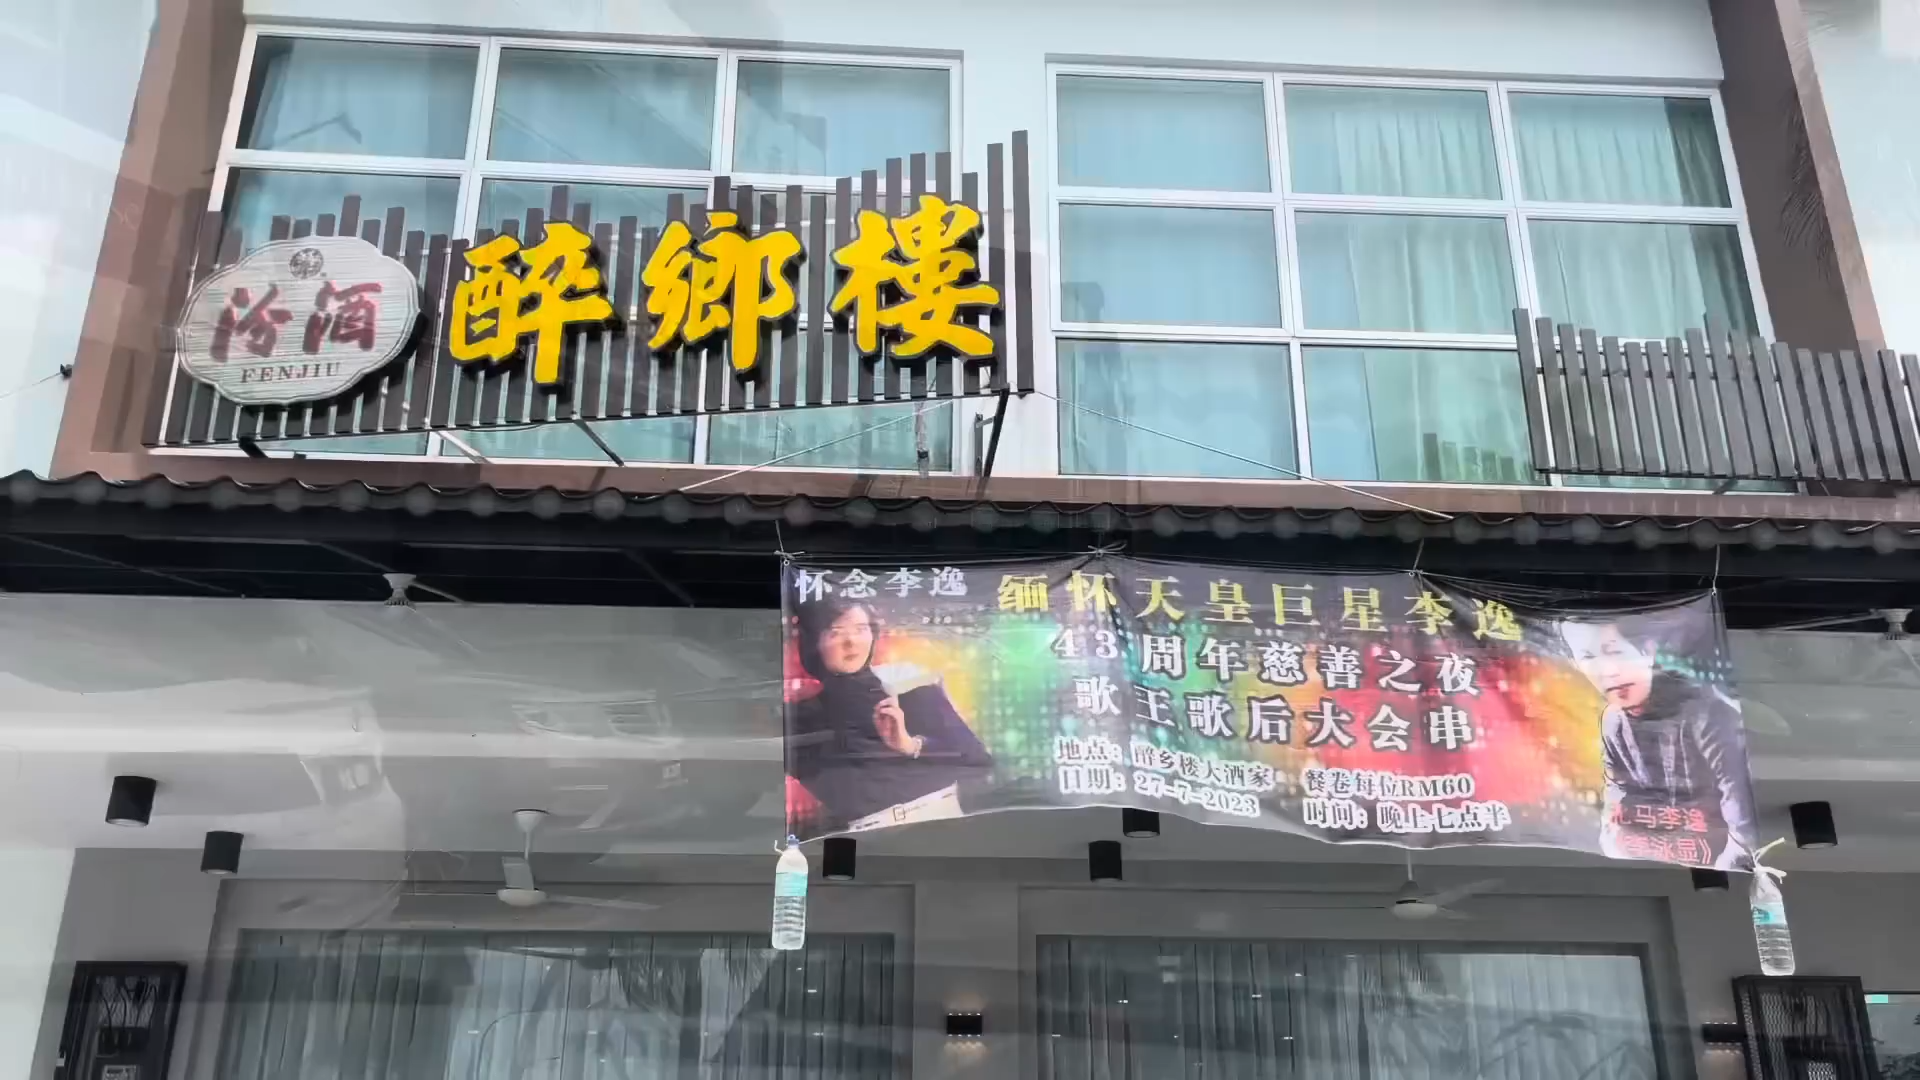 汾酒
FENJIU
醉鄉樓
怀念李逸
缅怀天皇巨星李逸
43周年慈善之夜
歌王歌后大会串
地点：醉乡楼大酒家 餐卷每位RM60
日期：27-7-2023 时间：晚上七点半
马李逸